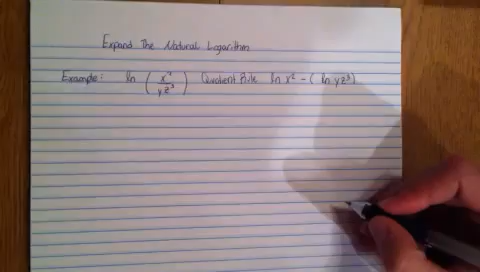 Expand The Natural Logarithm
Example: ln (x²/yz³) Quotient Rule ln x² - (ln yz³)